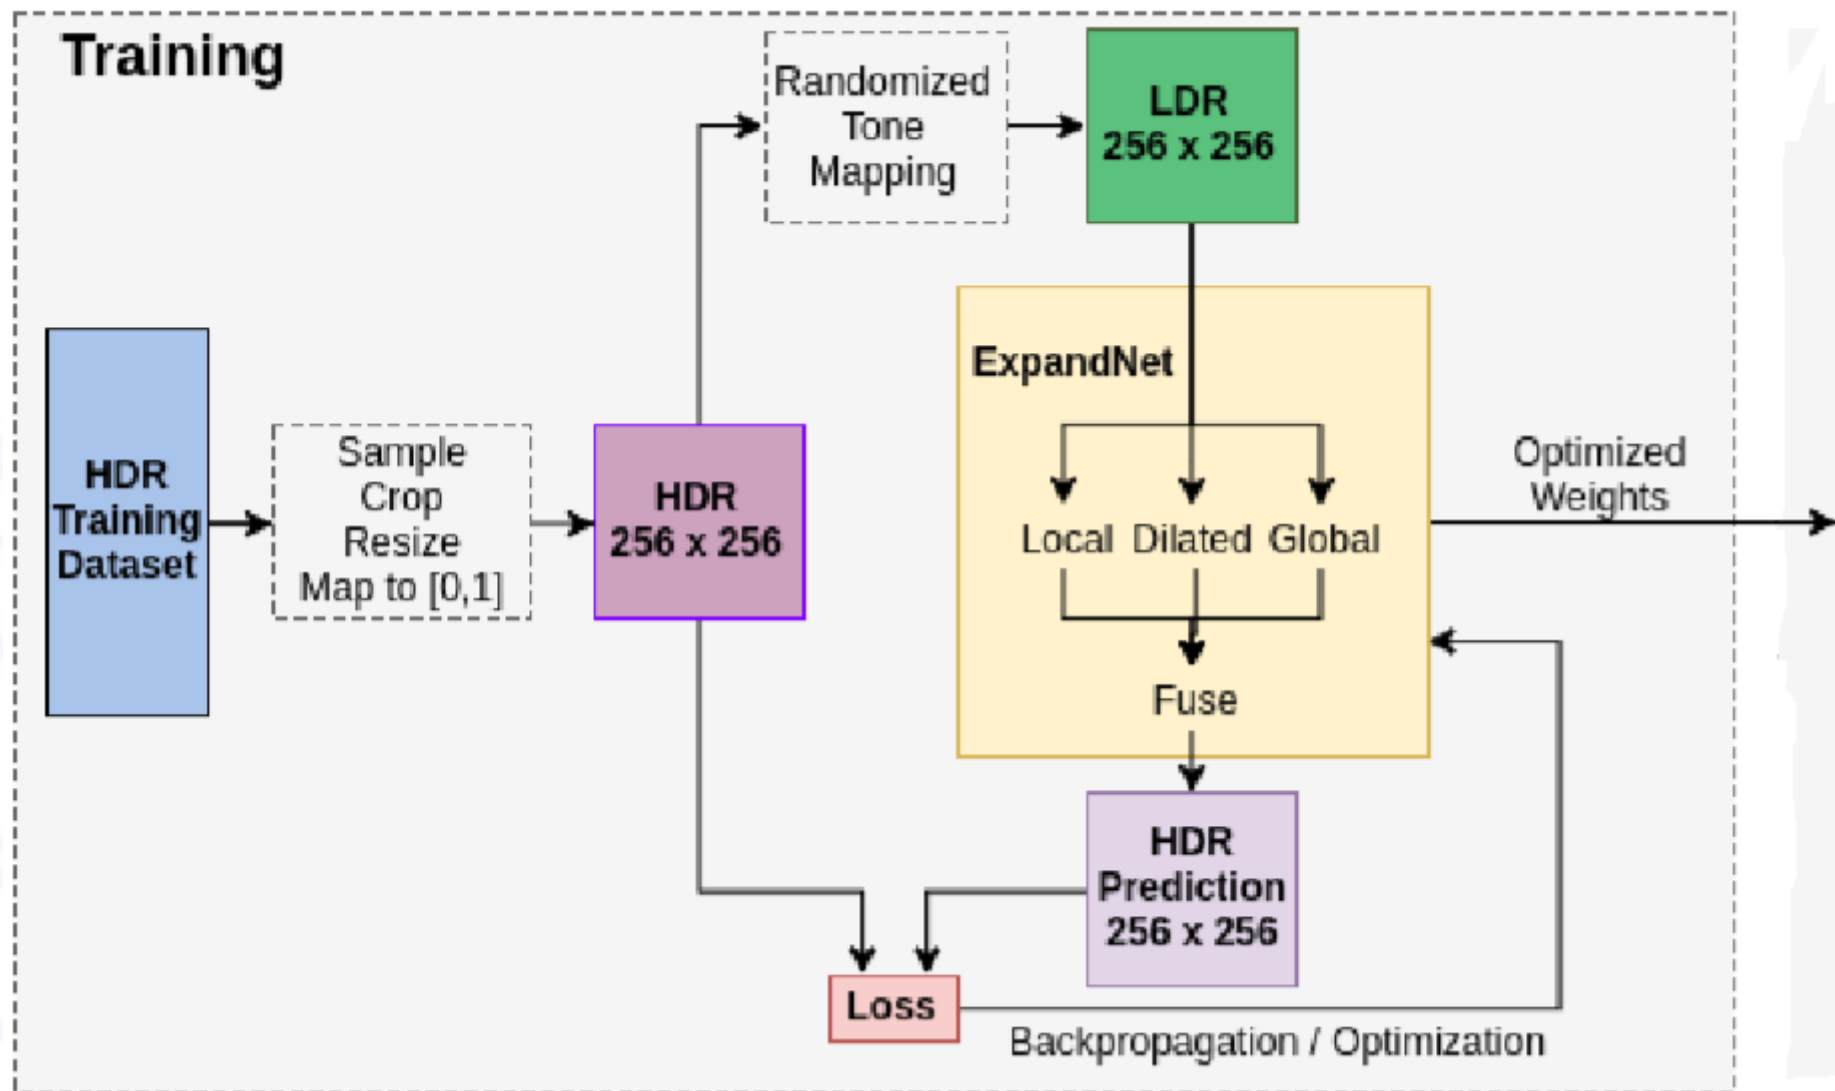 Training
Randomized
Tone
Mapping
LDR
256 x 256
HDR
Training
Dataset
Sample
Crop
Resize
Map to [0,1]
HDR
256 x 256
ExpandNet
Local Dilated Global
Fuse
Optimized
Weights
HDR
Prediction
256 x 256
Loss
Backpropagation / Optimization